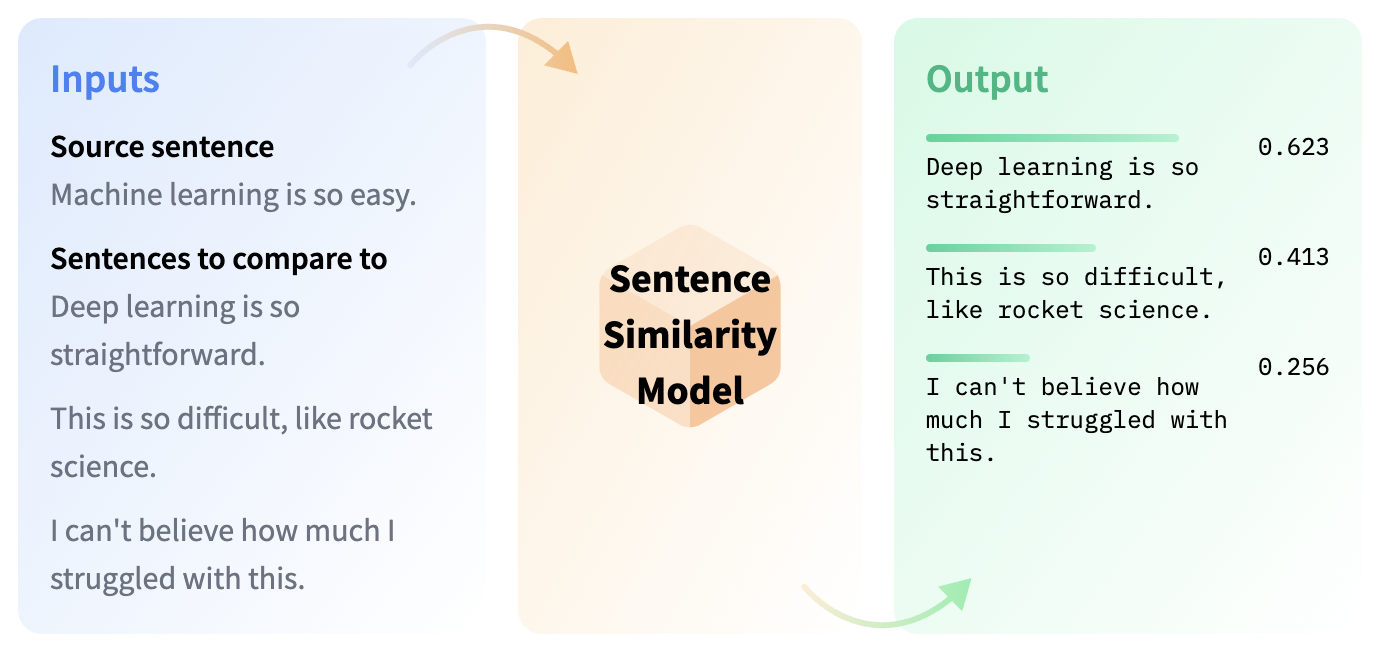 Inputs
Source sentence
Machine learning is so easy.
Sentences to compare to
Deep learning is so
straightforward.
This is so difficult, like rocket
science.
I can't believe how much I
struggled with this.
Sentence
Similarity
Model
Output
Deep learning is so
straightforward.
0.623
This is so difficult,
like rocket science.
0.413
I can't believe how
much I struggled with
this.
0.256